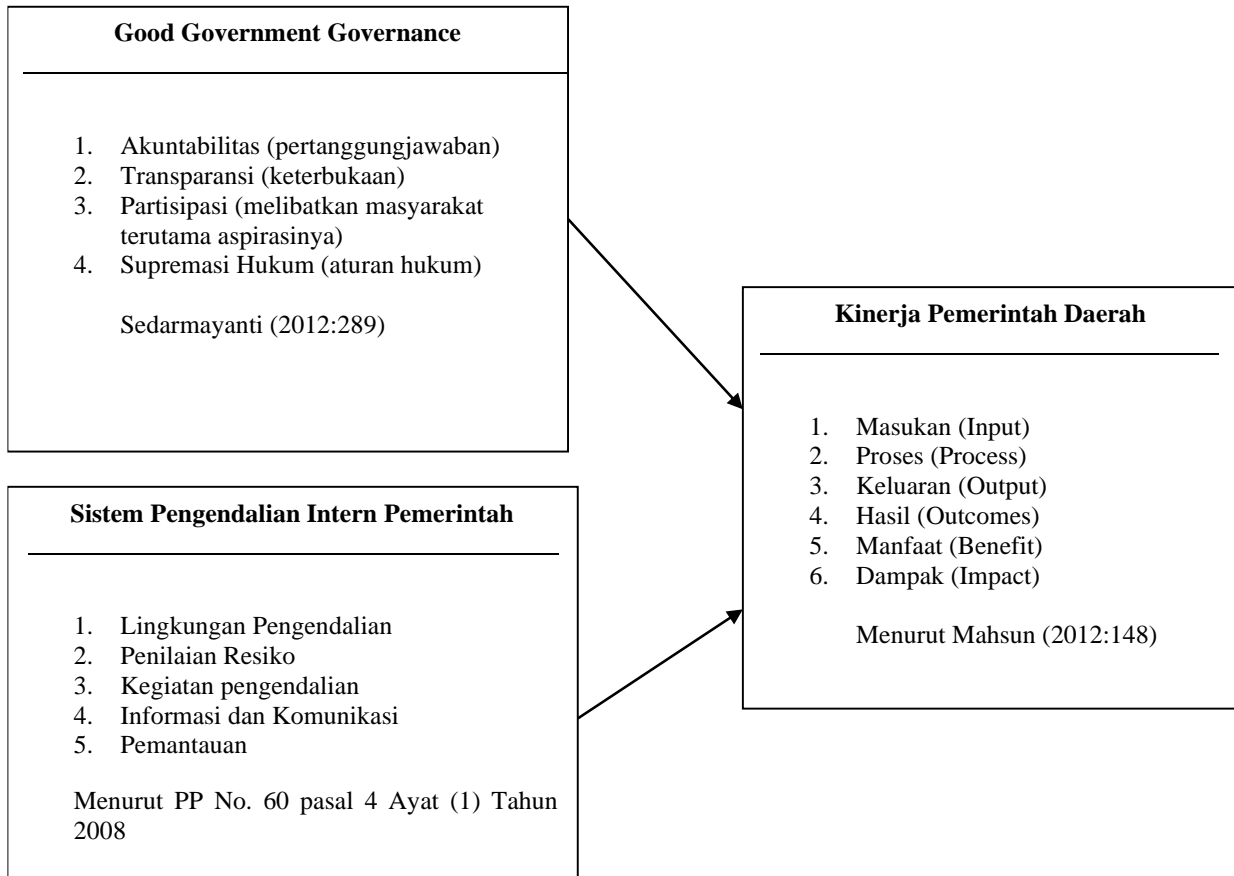 Good Government Governance
1. Akuntabilitas (pertanggungjawaban)
2. Transparansi (keterbukaan)
3. Partisipasi (melibatkan masyarakat
terutama aspirasinya)
4. Supremasi Hukum (aturan hukum)
Sedarmayanti (2012:289)
Sistem Pengendalian Intern Pemerintah
1. Lingkungan Pengendalian
2. Penilaian Resiko
3. Kegiatan pengendalian
4. Informasi dan Komunikasi
5. Pemantauan
Menurut PP No. 60 pasal 4 Ayat (1) Tahun
2008
Kinerja Pemerintah Daerah
1. Masukan (Input)
2. Proses (Process)
3. Keluaran (Output)
4. Hasil (Outcomes)
5. Manfaat (Benefit)
6. Dampak (Impact)
Menurut Mahsun (2012:148)